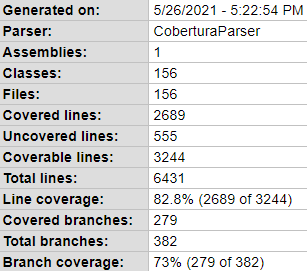 Generated on: 5/26/2021 - 5:22:54 PM
Parser: CoberturaParser
Assemblies: 1
Classes: 156
Files: 156
Covered lines: 2689
Uncovered lines: 555
Coverable lines: 3244
Total lines: 6431
Line coverage: 82.8% (2689 of 3244)
Covered branches: 279
Total branches: 382
Branch coverage: 73% (279 of 382)